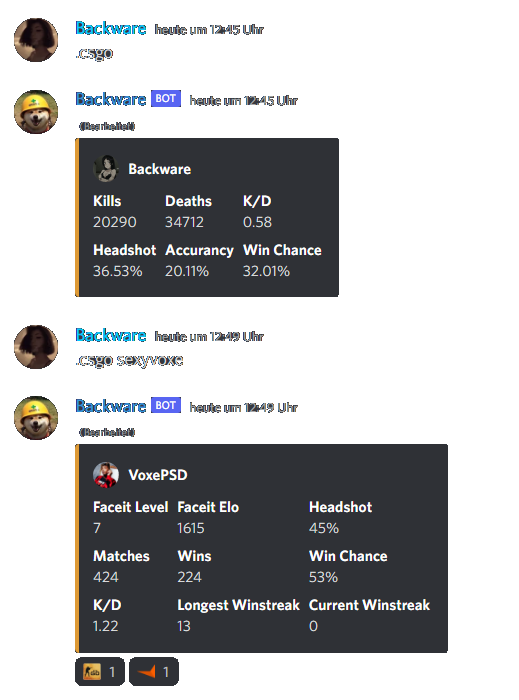 Backware heute um 12:45 Uhr
.csgo
Backware BOT heute um 12:45 Uhr
(Bearbeitet)
Backware
Kills Deaths K/D
20290 34712 0.58
Headshot Accurancy Win Chance
36.53% 20.11% 32.01%
Backware heute um 12:49 Uhr
.csgo sexyvoxe
Backware BOT heute um 12:49 Uhr
(Bearbeitet)
VoxePSD
Faceit Level Faceit Elo Headshot
7 1615 45%
Matches Wins Win Chance
424 224 53%
K/D Longest Winstreak Current Winstreak
1.22 13 0
1 1